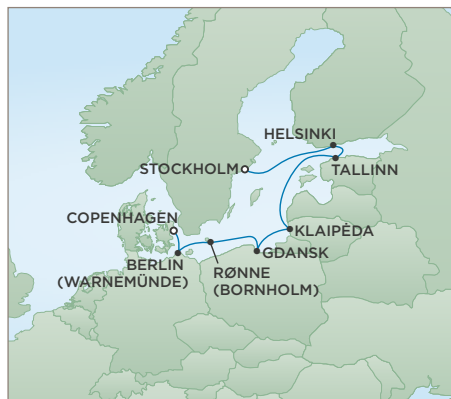 HELSINKI
STOCKHOLM
TALLINN
COPENHAGEN
KLAIPĖDA
GDANSK
BERLIN
(WARNEMÜNDE)
RØNNE
(BORNHOLM)